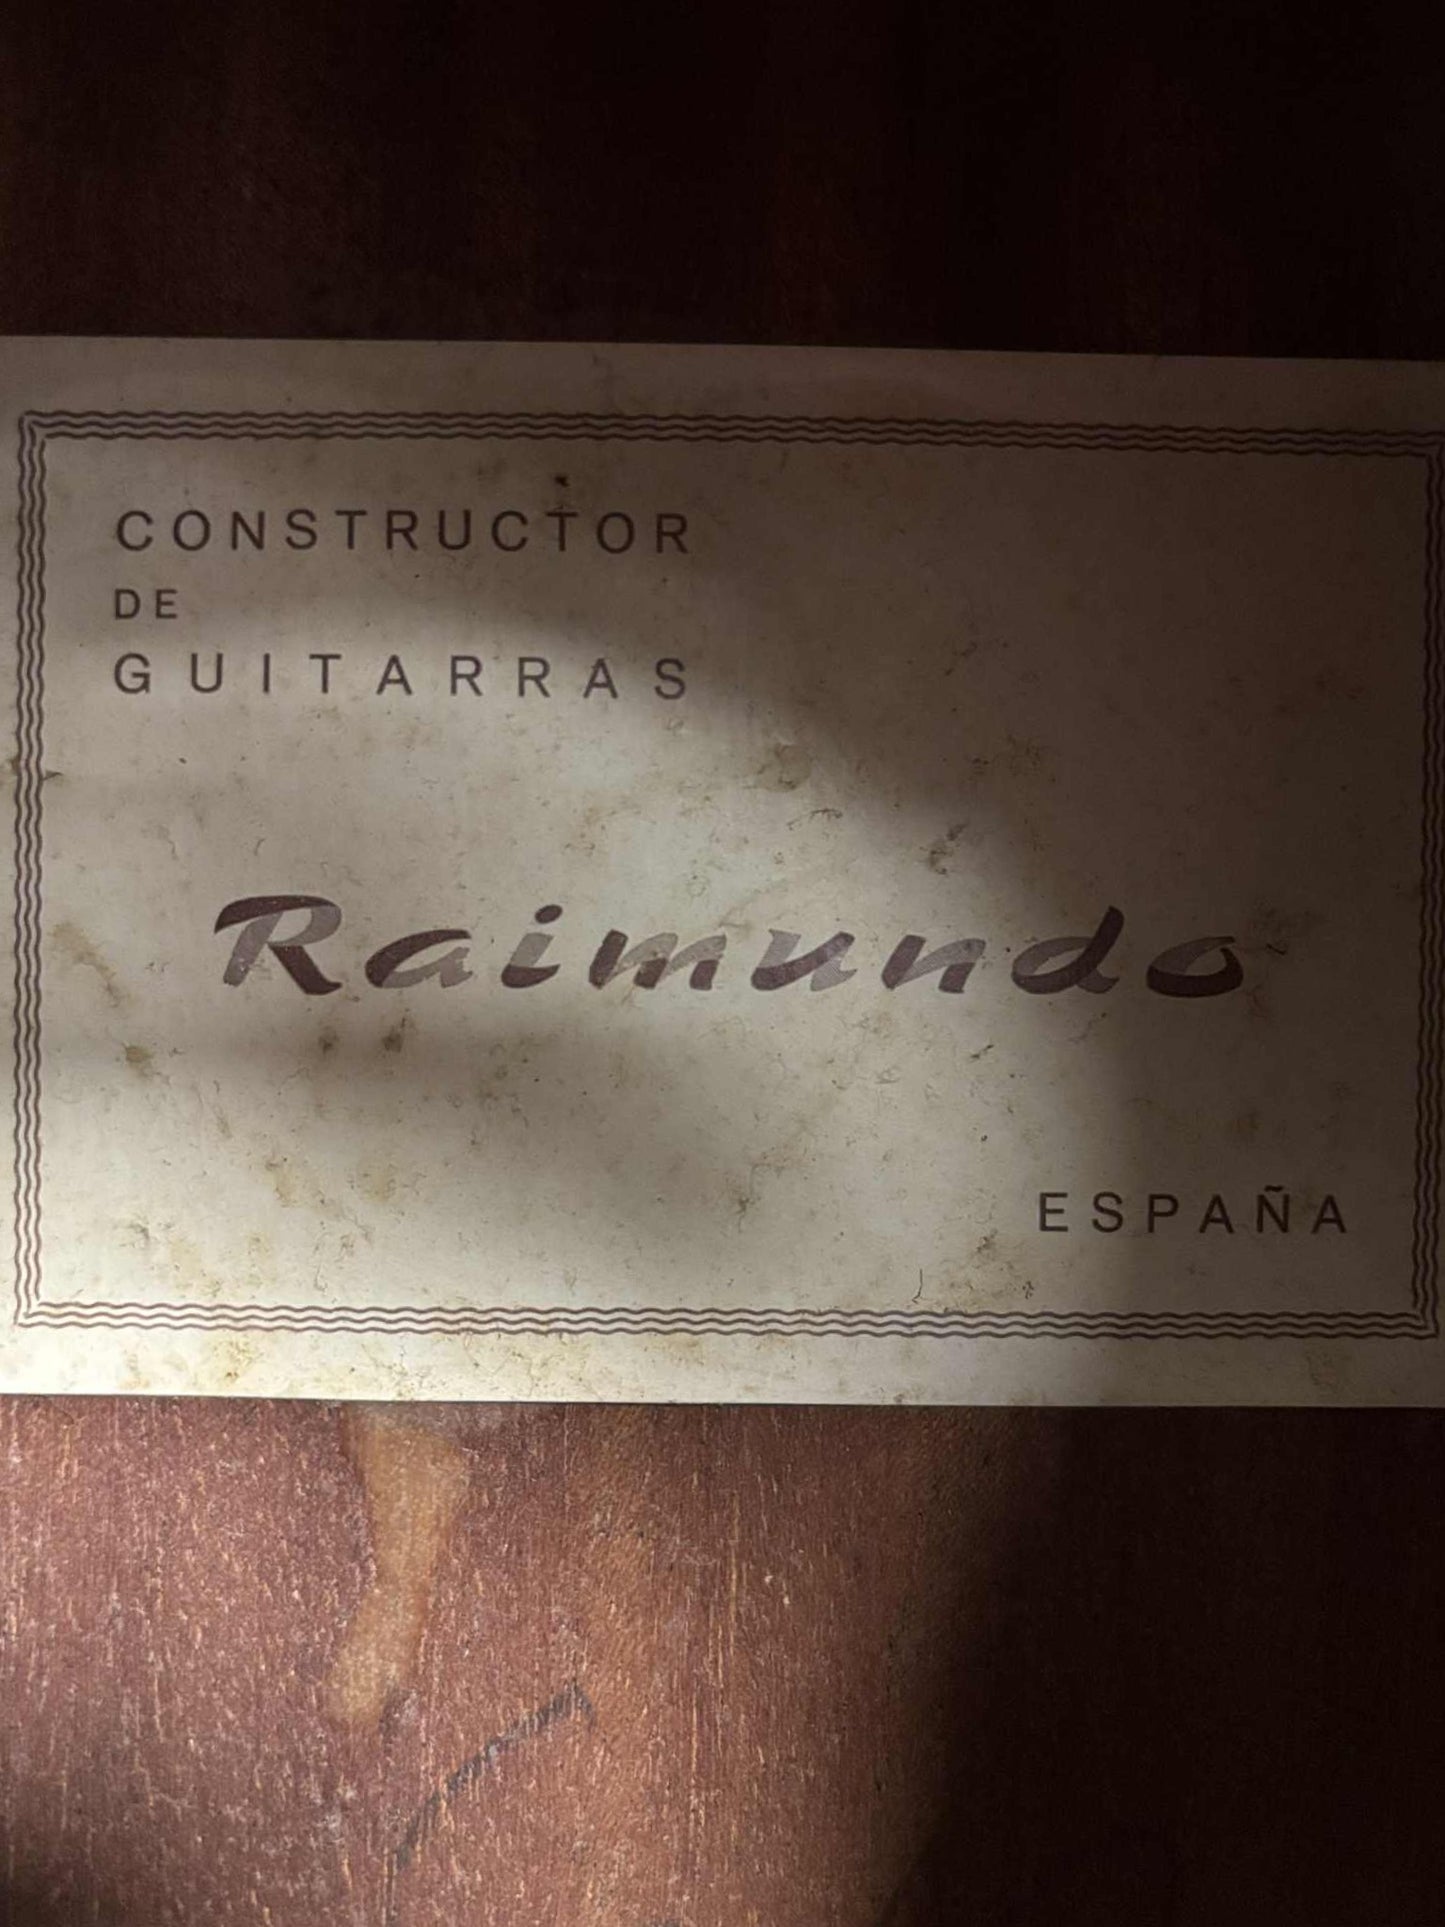 CONSTRUCTOR
DE
GUITARRAS
Raimundo
ESPAÑA